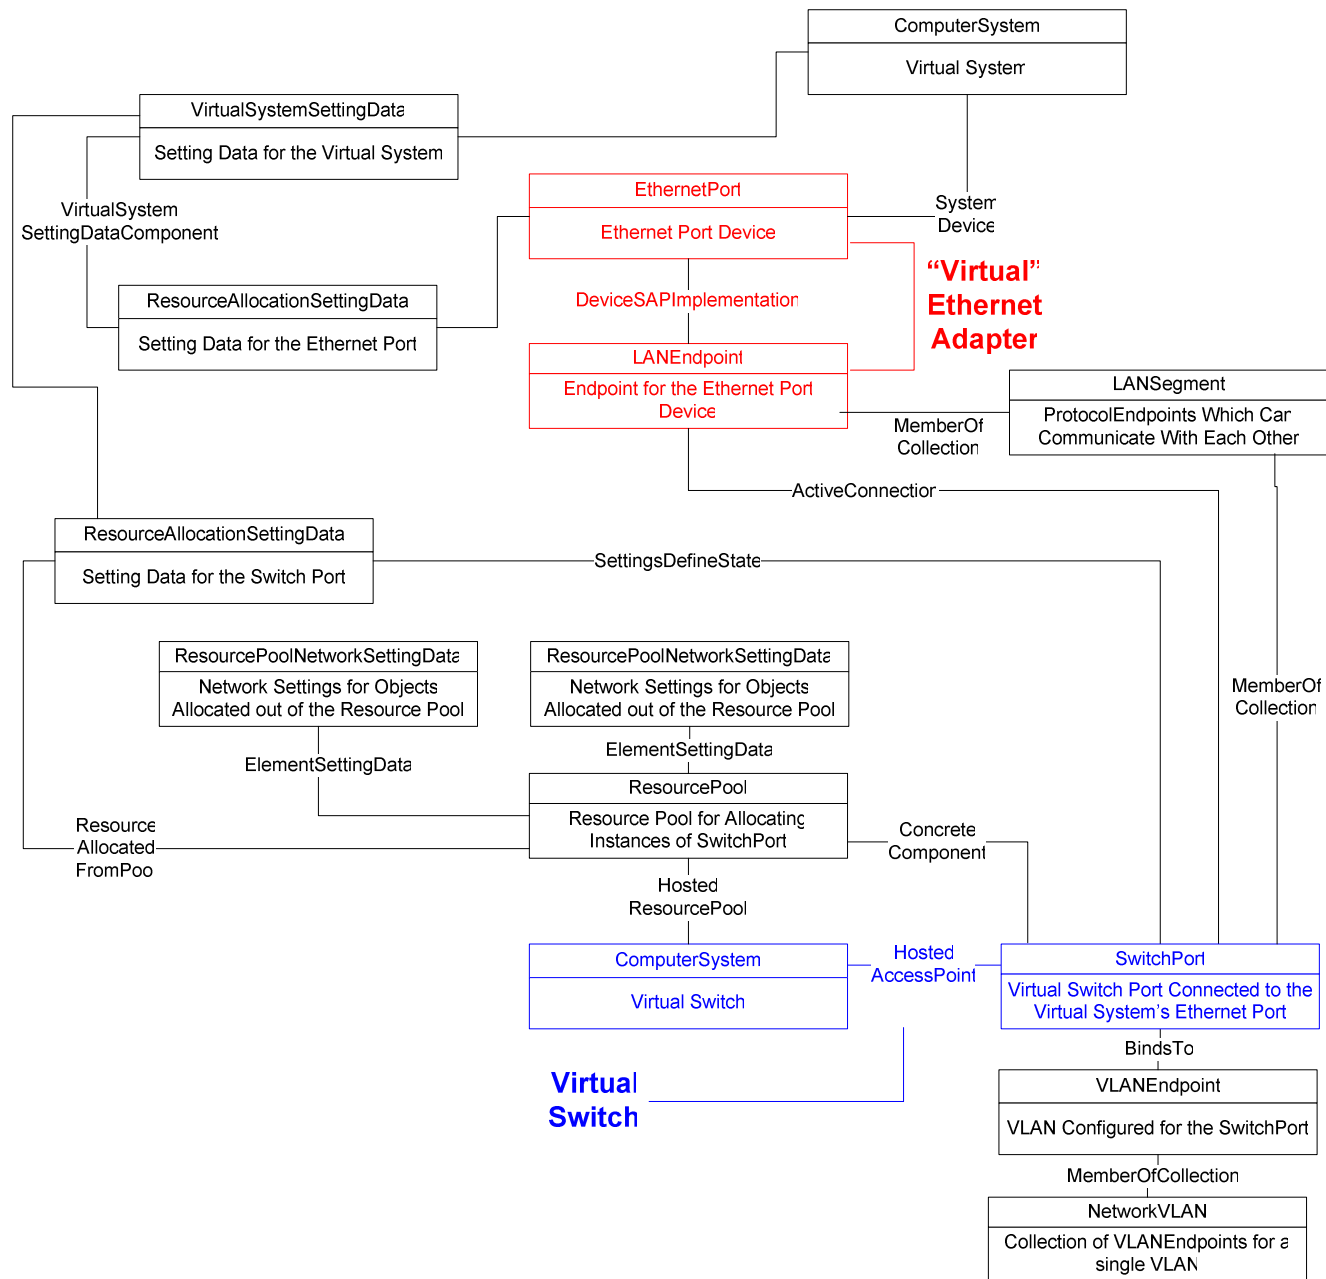 ComputerSystem
Virtual System
VirtualSystemSettingData
Setting Data for the Virtual System
VirtualSystem
SettingDataComponent
EthernetPort
Ethernet Port Device
System
Device
“Virtual”
Ethernet
Adapter
ResourceAllocationSettingData
Setting Data for the Ethernet Port
DeviceSAPImplementation
LANEndpoint
Endpoint for the Ethernet Port
Device
LANSegment
ProtocolEndpoints Which Can
Communicate With Each Other
MemberOf
Collection
ActiveConnection
ResourceAllocationSettingData
Setting Data for the Switch Port
SettingsDefineState
ResourcePoolNetworkSettingData
Network Settings for Objects
Allocated out of the Resource Pool
ResourcePoolNetworkSettingData
Network Settings for Objects
Allocated out of the Resource Pool
MemberOf
Collection
ElementSettingData
ElementSettingData
ResourcePool
Resource Pool for Allocating
Instances of SwitchPort
Resource
Allocated
FromPool
Concrete
Component
Hosted
ResourcePool
ComputerSystem
Virtual Switch
Hosted
AccessPoint
SwitchPort
Virtual Switch Port Connected to the
Virtual System’s Ethernet Port
Virtual
Switch
BindsTo
VLANEndpoint
VLAN Configured for the SwitchPort
MemberOfCollection
NetworkVLAN
Collection of VLANEndpoints for a
single VLAN